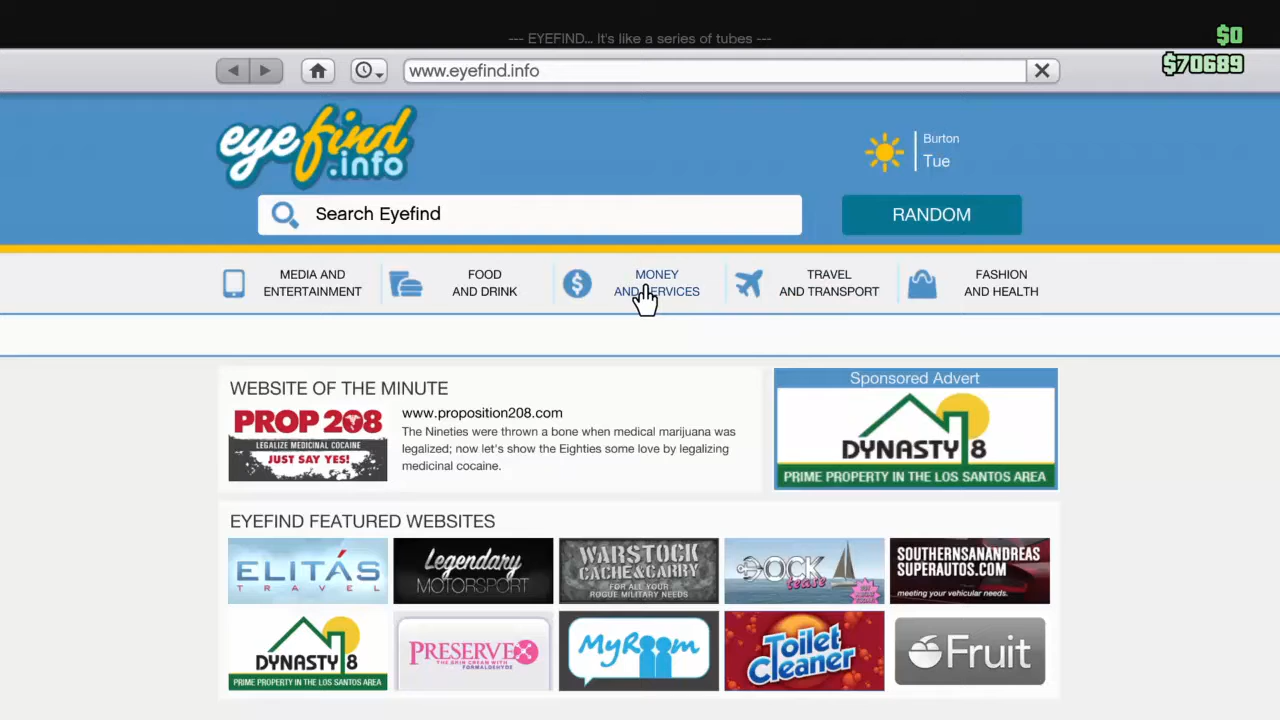 --- EYEFIND... It's like a series of tubes ---
$0
$70689
www.eyefind.info
eyefind
.info
Burton
Tue
Search Eyefind
RANDOM
MEDIA AND
ENTERTAINMENT
FOOD
AND DRINK
MONEY
AND SERVICES
TRAVEL
AND TRANSPORT
FASHION
AND HEALTH
WEBSITE OF THE MINUTE
PROP 208
LEGALIZE MEDICINAL COCAINE
JUST SAY YES!
www.proposition208.com
The Nineties were thrown a bone when medical marijuana was
legalized; now let's show the Eighties some love by legalizing
medicinal cocaine.
Sponsored Advert
DYNASTY 8
PRIME PROPERTY IN THE LOS SANTOS AREA
EYEFIND FEATURED WEBSITES
ELITÁS
TRAVEL
Legendary
MOTORSPORT
WARSTOCK
CACHE & CARRY
FOR ALL YOUR
ROGUE MILITARY NEEDS
DOCK
tease
SOUTHERNSANANDREAS
SUPERAUTOS.COM
meeting your vehicular needs.
DYNASTY 8
PRIME PROPERTY IN THE LOS SANTOS AREA
PRESERVEX
THE SKIN CREAM WITH
FORMALDEHYDE
MyRoom
Toilet
Cleaner
Fruit